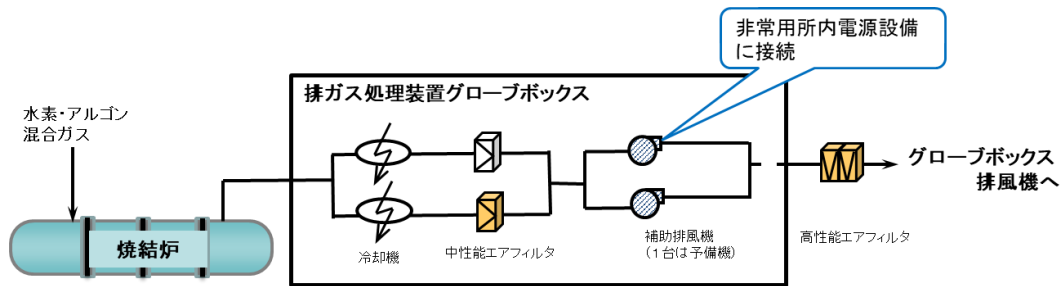 非常用所内電源設備
に接続
排ガス処理装置グローブボックス
水素・アルゴン
混合ガス
グローブボックス
排風機へ
焼結炉
冷却機
中性能エアフィルタ
補助排風機
(1台は予備機)
高性能エアフィルタ